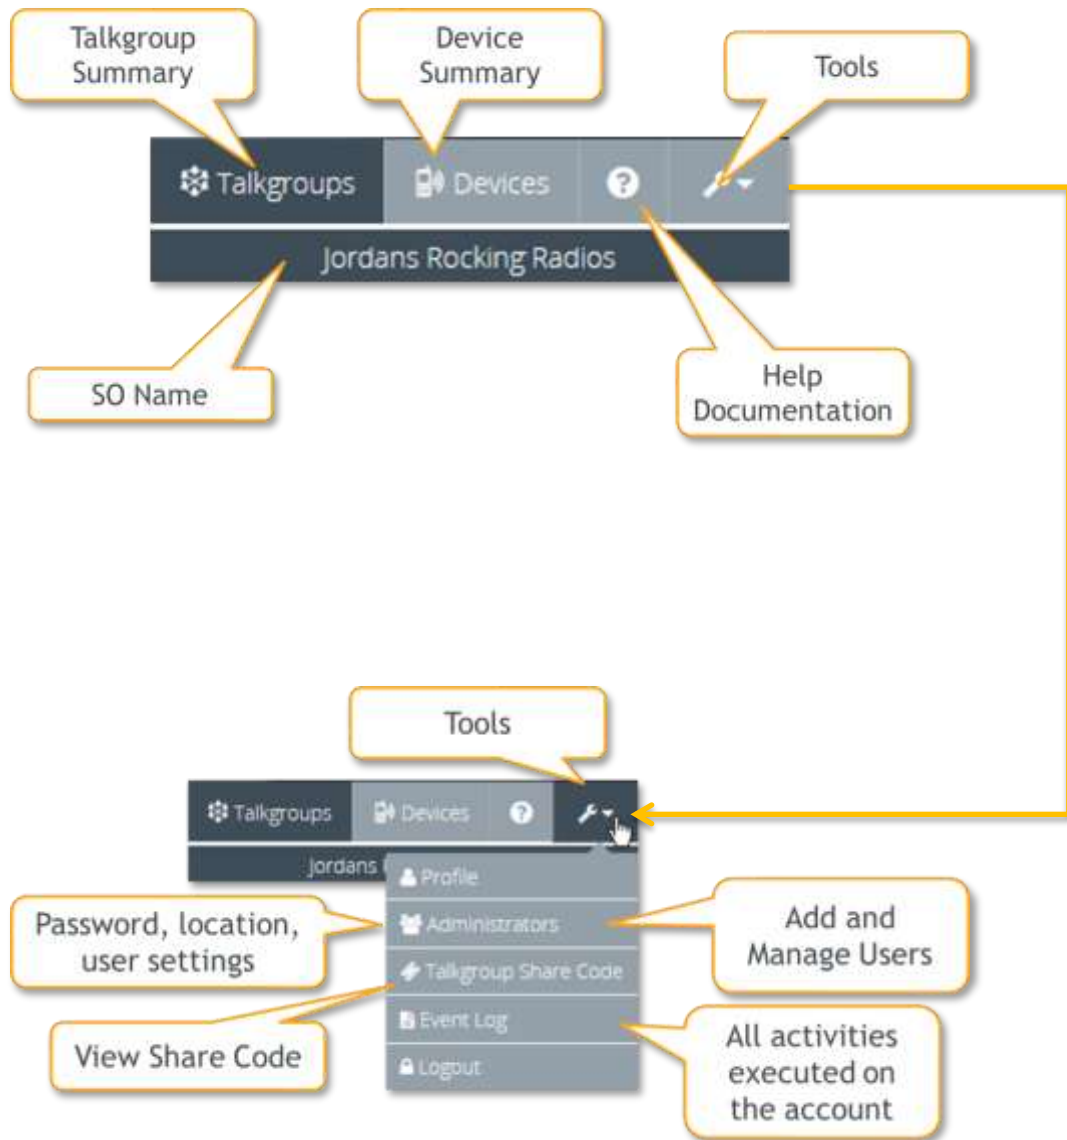 Talkgroup
Summary
Device
Summary
Tools
Talkgroups
Devices
?
Jordans Rocking Radios
SO Name
Help
Documentation
Tools
Talkgroups
Devices
?
Jordans
Profile
Password, location,
user settings
Administrators
Add and
Manage Users
Talkgroup Share Code
View Share Code
Event Log
All activities
executed on
the account
Logout